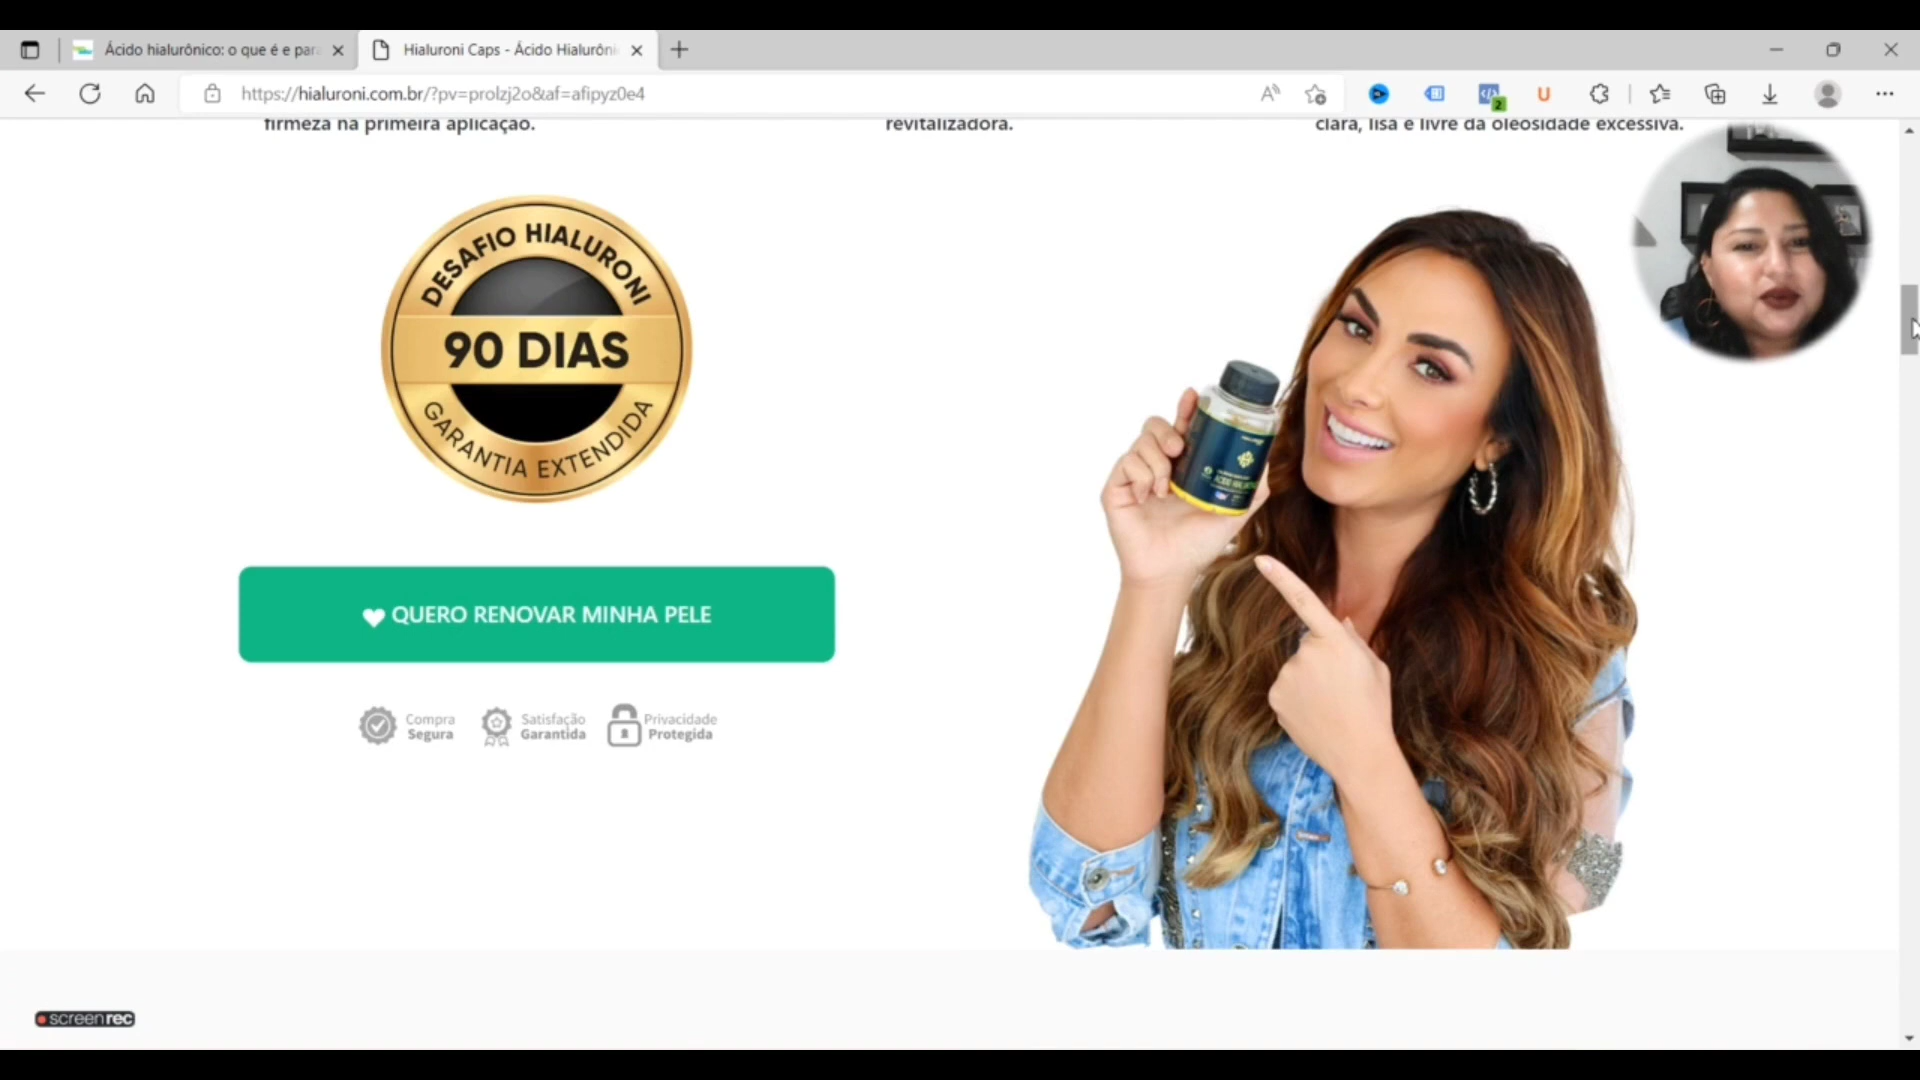 Ácido hialurônico: o que é e par
Hialuroni Caps - Ácido Hialurôni
https://hialuroni.com.br/?pv=prolzj2o&af=afipyz0e4
2
firmeza na primeira aplicação.
revitalizadora.
clara, lisa e livre da oleosidade excessiva.
DESAFIO HIALURONI
90 DIAS
GARANTIA EXTENDIDA
QUERO RENOVAR MINHA PELE
Compra
Segura
Satisfação
Garantida
Privacidade
Protegida
screenrec